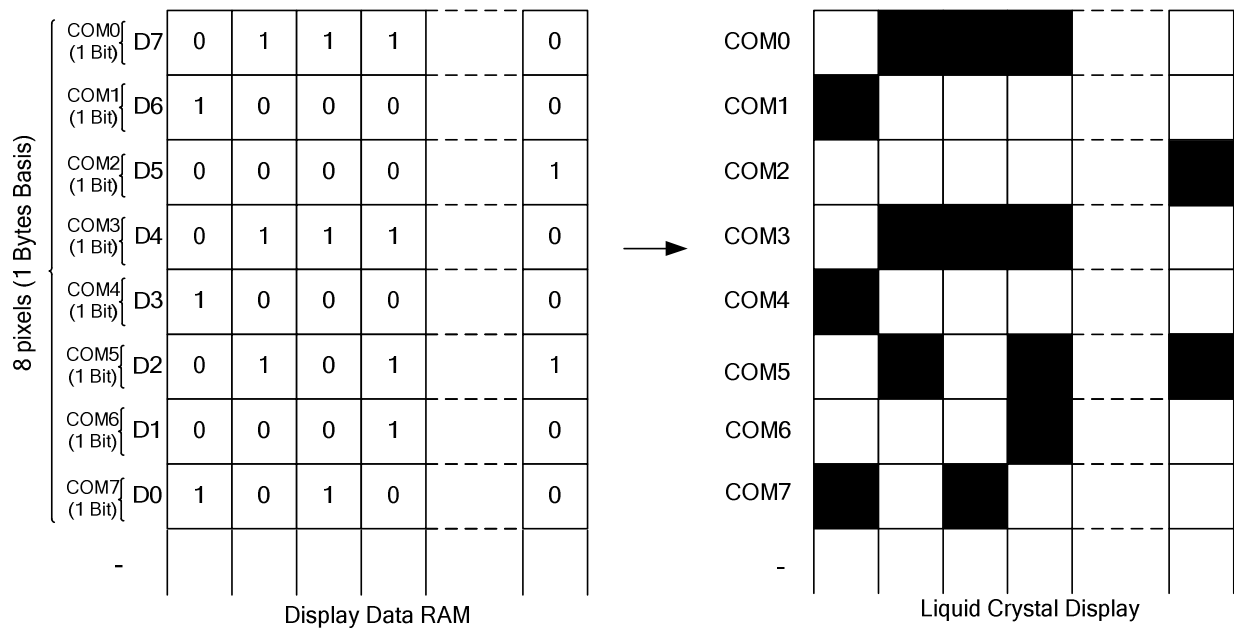 8 pixels (1 Bytes Basis)
COM0
(1 Bit)
D7 0 1 1 1 0
COM1
(1 Bit)
D6 1 0 0 0 0
COM2
(1 Bit)
D5 0 0 0 0 1
COM3
(1 Bit)
D4 0 1 1 1 0
COM4
(1 Bit)
D3 1 0 0 0 0
COM5
(1 Bit)
D2 0 1 0 1 1
COM6
(1 Bit)
D1 0 0 0 1 0
COM7
(1 Bit)
D0 1 0 1 0 0
-
Display Data RAM
COM0
COM1
COM2
COM3
COM4
COM5
COM6
COM7
-
Liquid Crystal Display